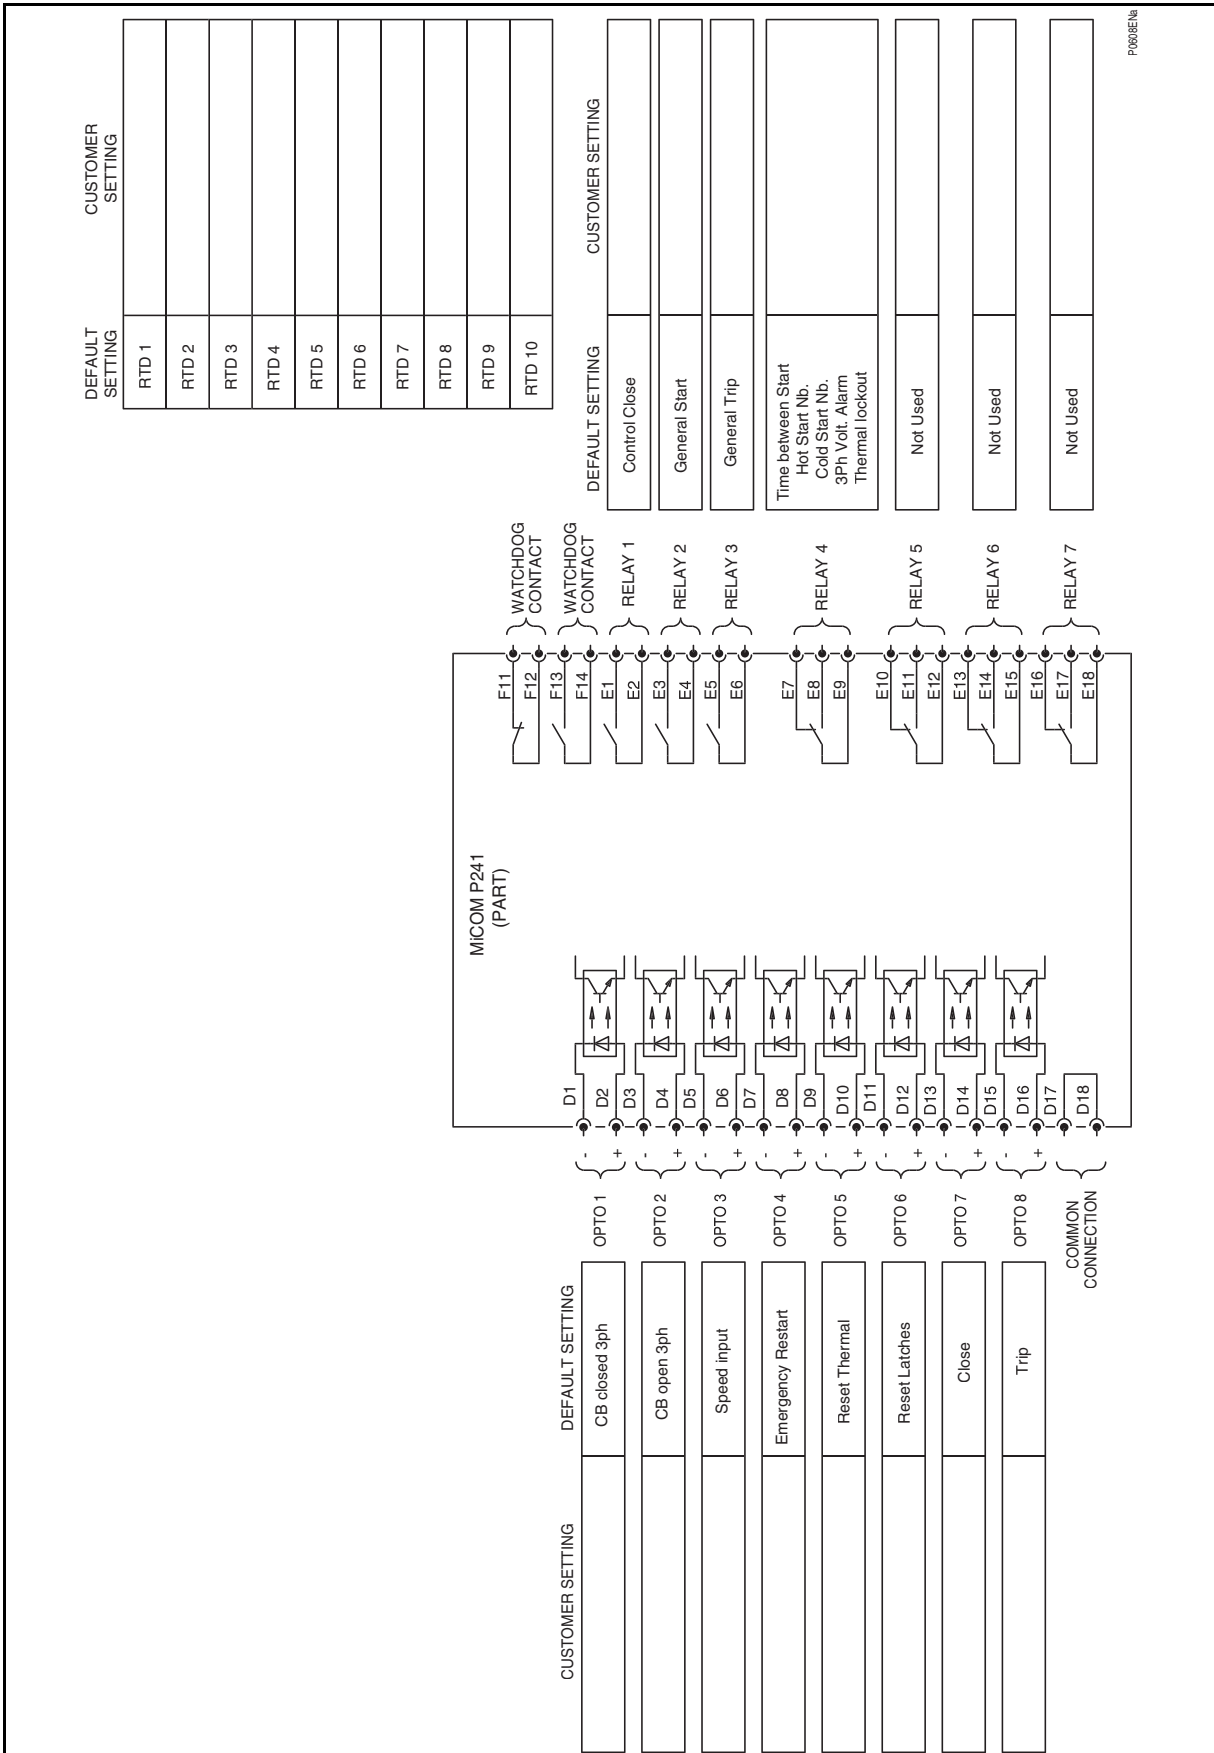 DEFAULT
SETTING
CUSTOMER
SETTING
RTD 1
RTD 2
RTD 3
RTD 4
RTD 5
RTD 6
RTD 7
RTD 8
RTD 9
RTD 10
CUSTOMER SETTING
DEFAULT SETTING
CB closed 3ph
CB open 3ph
Speed input
Emergency Restart
Reset Thermal
Reset Latches
Close
Trip
OPTO 1
OPTO 2
OPTO 3
OPTO 4
OPTO 5
OPTO 6
OPTO 7
OPTO 8
COMMON
CONNECTION
-
+
-
+
-
+
-
+
-
+
-
+
-
+
-
+
D1
D2
D3
D4
D5
D6
D7
D8
D9
D10
D11
D12
D13
D14
D15
D16
D17
D18
MiCOM P241
(PART)
F11
F12
F13
F14
E1
E2
E3
E4
E5
E6
E7
E8
E9
E10
E11
E12
E13
E14
E15
E16
E17
E18
WATCHDOG
CONTACT
WATCHDOG
CONTACT
RELAY 1
RELAY 2
RELAY 3
RELAY 4
RELAY 5
RELAY 6
RELAY 7
DEFAULT SETTING
CUSTOMER SETTING
Control Close
General Start
General Trip
Time between Start
Hot Start Nb.
Cold Start Nb.
3Ph Volt. Alarm
Thermal lockout
Not Used
Not Used
Not Used
P0608ENa